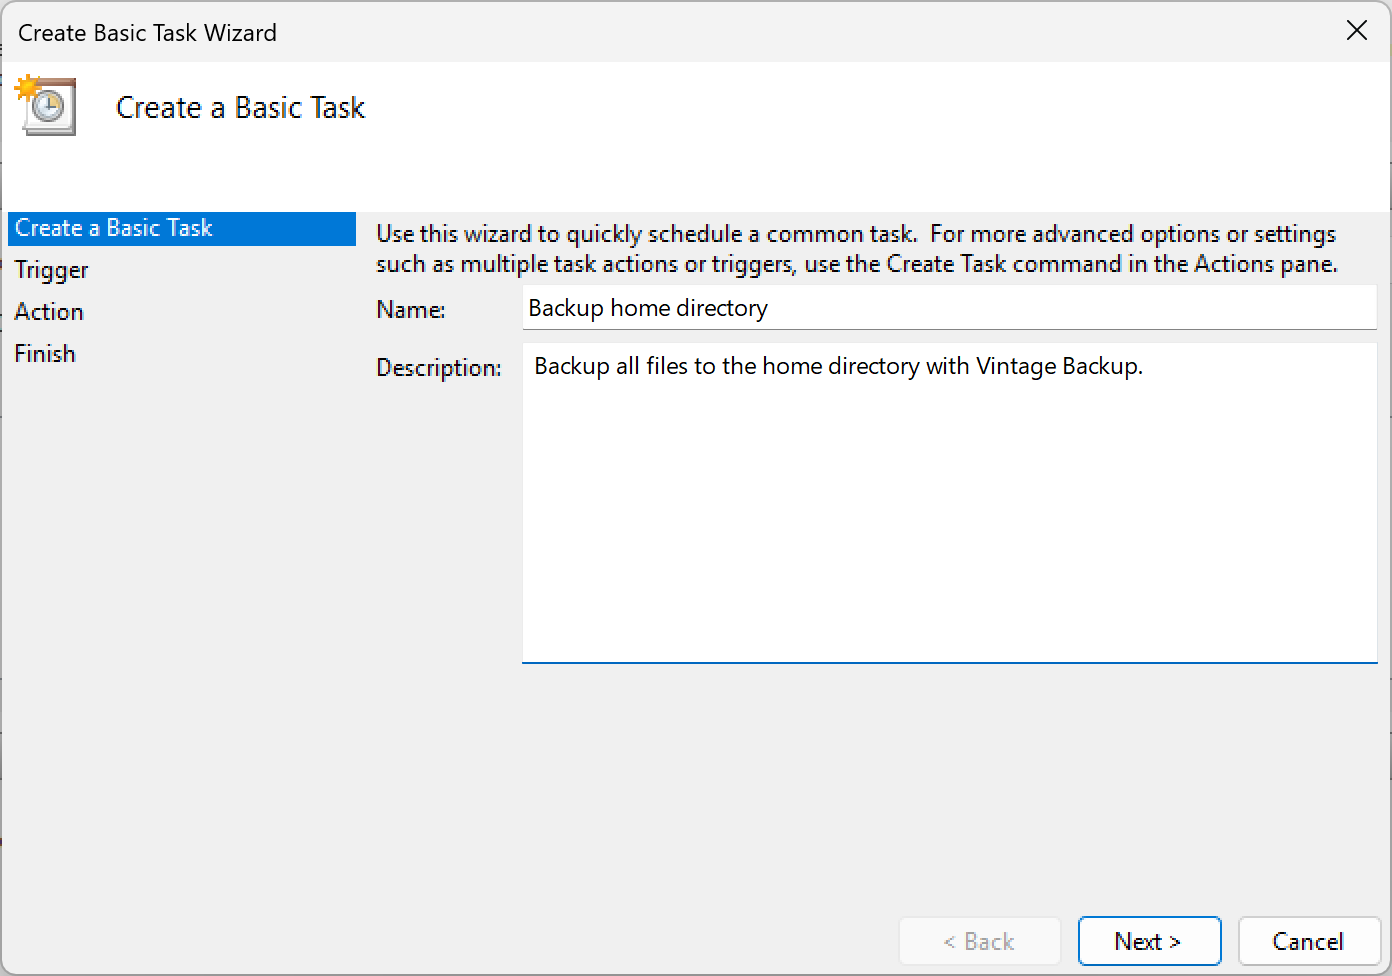 Create Basic Task Wizard
Create a Basic Task
Create a Basic Task
Trigger
Action
Finish
Use this wizard to quickly schedule a common task.  For more advanced options or settings
such as multiple task actions or triggers, use the Create Task command in the Actions pane.
Name: Backup home directory
Description: Backup all files to the home directory with Vintage Backup.
< Back Next > Cancel